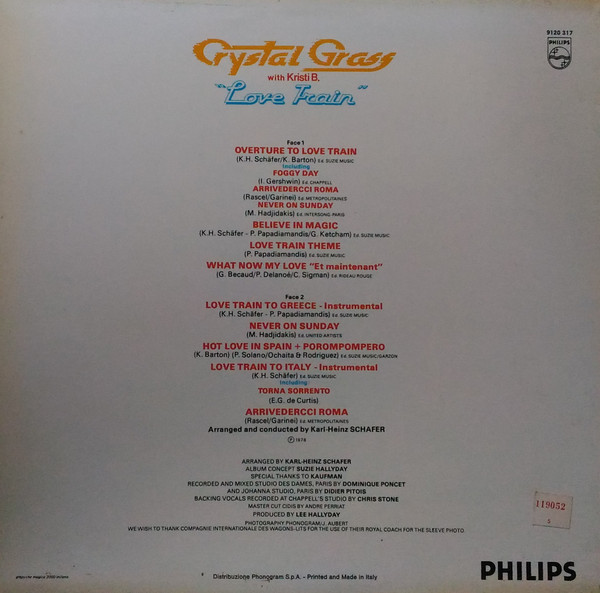 9120 217
PHILIPS
Crystal Grass
with Kristi B.
"Love Train"
Face 1
OVERTURE TO LOVE TRAIN
(K.H. Schäfer/K. Barton) Ed. SUZIE MUSIC
Including
FOGGY DAY
(I. Gershwin) Ed. CHAPPELL
ARRIVEDERCCI ROMA
(Rascel/Garinei) Ed. METROPOLITAINES
NEVER ON SUNDAY
(M. Hadjidakis) Ed. INTERSONG PARIS
BELIEVE IN MAGIC
(K.H. Schäfer - P. Papadiamandis/G. Ketcham) Ed. SUZIE MUSIC
LOVE TRAIN THEME
(P. Papadiamandis) Ed. SUZIE MUSIC
WHAT NOW MY LOVE "Et maintenant"
(G. Becaud/P. Delanoé/C. Sigman) Ed. RIDEAU ROUGE
Face 2
LOVE TRAIN TO GREECE - Instrumental
(K.H. Schäfer - P. Papadiamandis) Ed. SUZIE MUSIC
NEVER ON SUNDAY
(M. Hadjidakis) Ed. UNITED ARTISTS
HOT LOVE IN SPAIN + POROMPOMPERO
(K. Barton) (P. Solano/Ochaita & Rodriguez) Ed. SUZIE MUSIC/GARZON
LOVE TRAIN TO ITALY - Instrumental
(K.H. Schäfer) Ed. SUZIE MUSIC
Including
TORNA SORRENTO
(E.G. de Curtis)
ARRIVEDERCCI ROMA
(Rascel/Garinei) Ed. METROPOLITAINES
Arranged and conducted by Karl-Heinz SCHAFER
Ⓟ 1978
ARRANGED BY KARL-HEINZ SCHAFER
ALBUM CONCEPT SUZIE HALLYDAY
SPECIAL THANKS TO KAUFMAN
RECORDED AND MIXED STUDIO DES DAMES, PARIS BY DOMINIQUE PONCET
AND JOHANNA STUDIO, PARIS BY DIDIER PITOIS
BACKING VOCALS RECORDED AT CHAPPELL'S STUDIO BY CHRIS STONE
MASTER CUT CIDIS BY ANDRE PERRIAT
PRODUCED BY LEE HALLYDAY
PHOTOGRAPHY PHONOGRAM/J. AUBERT
WE WISH TO THANK COMPAGNIE INTERNATIONALE DES WAGONS-LITS FOR THE USE OF THEIR ROYAL COACH FOR THE SLEEVE PHOTO.
119052
S
Distribuzione Phonogram S.p.A. - Printed and Made in Italy
PHILIPS